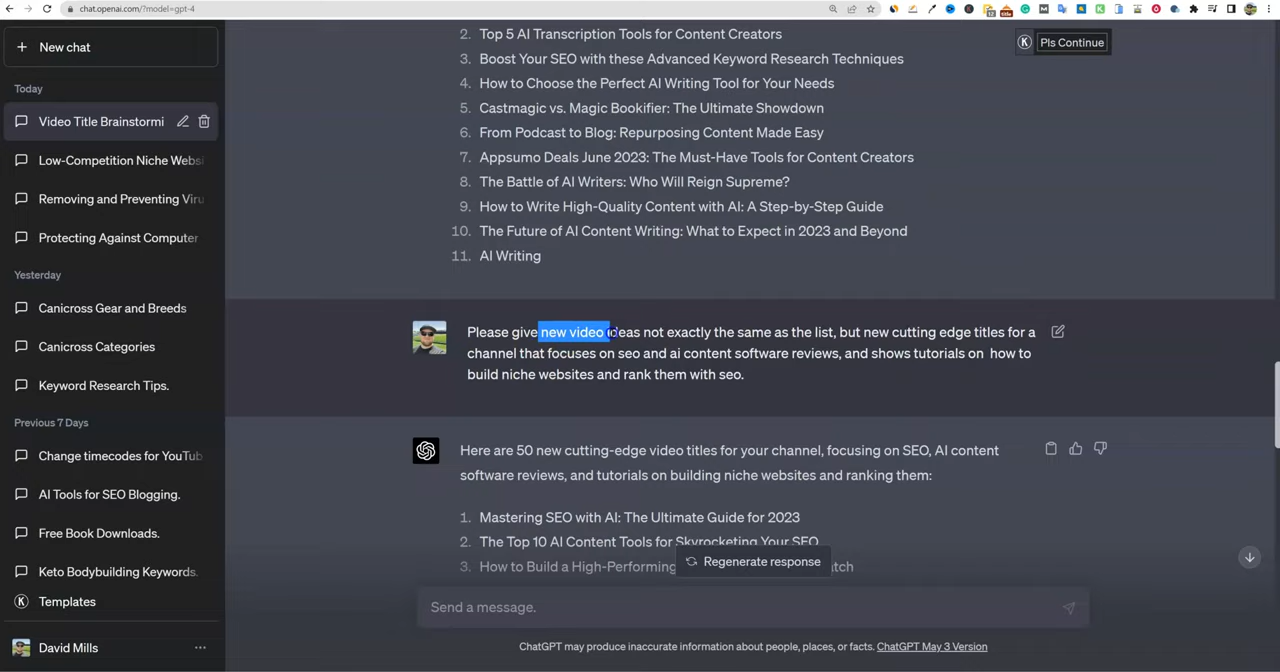 chat.openai.com/?model=gpt-4
New chat
Today
Video Title Brainstormi
Low-Competition Niche Websi
Removing and Preventing Viru
Protecting Against Computer
Yesterday
Canicross Gear and Breeds
Canicross Categories
Keyword Research Tips.
Previous 7 Days
Change timecodes for YouTub
AI Tools for SEO Blogging.
Free Book Downloads.
Keto Bodybuilding Keywords.
K Templates
David Mills
K Pls Continue
2. Top 5 AI Transcription Tools for Content Creators
3. Boost Your SEO with these Advanced Keyword Research Techniques
4. How to Choose the Perfect AI Writing Tool for Your Needs
5. Castmagic vs. Magic Bookifier: The Ultimate Showdown
6. From Podcast to Blog: Repurposing Content Made Easy
7. Appsumo Deals June 2023: The Must-Have Tools for Content Creators
8. The Battle of AI Writers: Who Will Reign Supreme?
9. How to Write High-Quality Content with AI: A Step-by-Step Guide
10. The Future of AI Content Writing: What to Expect in 2023 and Beyond
11. AI Writing
Please give new video ideas not exactly the same as the list, but new cutting edge titles for a
channel that focuses on seo and ai content software reviews, and shows tutorials on how to
build niche websites and rank them with seo.
Here are 50 new cutting-edge video titles for your channel, focusing on SEO, AI content
software reviews, and tutorials on building niche websites and ranking them:
1. Mastering SEO with AI: The Ultimate Guide for 2023
2. The Top 10 AI Content Tools for Skyrocketing Your SEO
3. How to Build a High-Performing
Regenerate response
Send a message.
ChatGPT may produce inaccurate information about people, places, or facts. ChatGPT May 3 Version